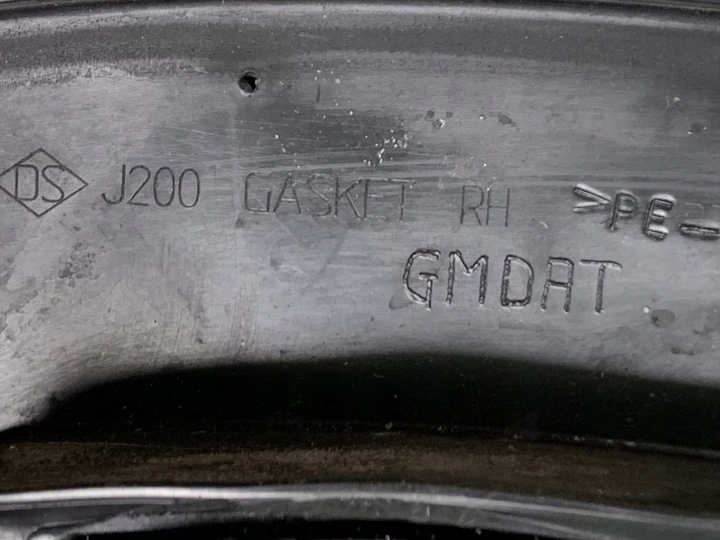 DS J200 GASKET RH >PE-
GMDAT